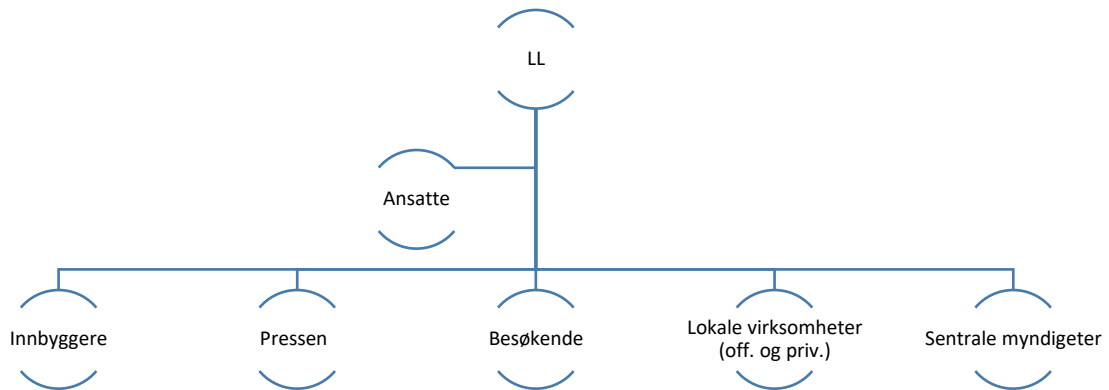 LL
Ansatte
Innbyggere
Pressen
Besøkende
Lokale virksomheter
(off. og priv.)
Sentrale myndigeter